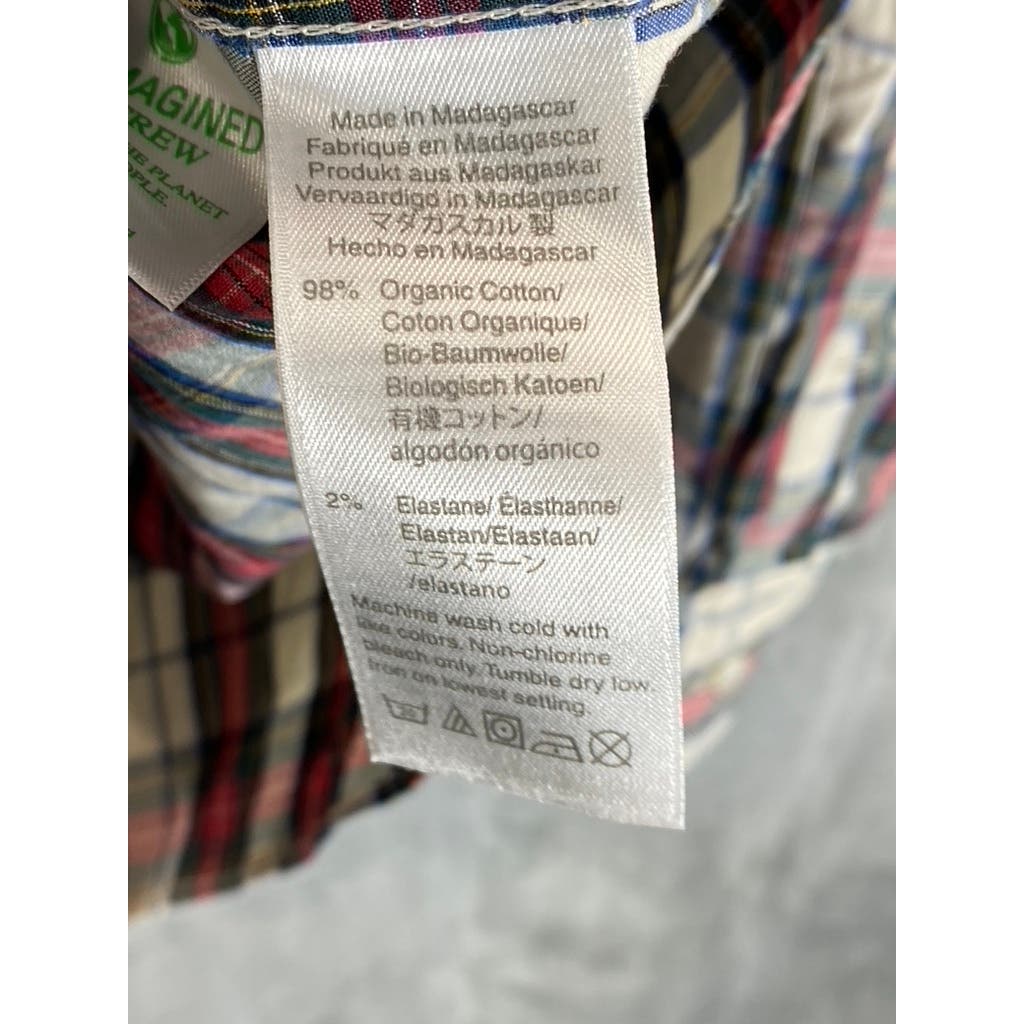 MAGINED
REW
HE PLANET
OPLE.
Made in Madagascar
Fabriqué en Madagascar
Produkt aus Madagaskar
Vervaardigd in Madagascar
マダガスカル 製
Hecho en Madagascar
98% Organic Cotton/
Coton Organique/
Bio-Baumwolle/
Biologisch Katoen/
有機コットン/
algodón orgánico
2% Elastane/ Élasthanne/
Elastan/Elastaan/
エラステーン
/elastano
Machine wash cold with
like colors. Non-chlorine
bleach only. Tumble dry low.
Iron on lowest setting.